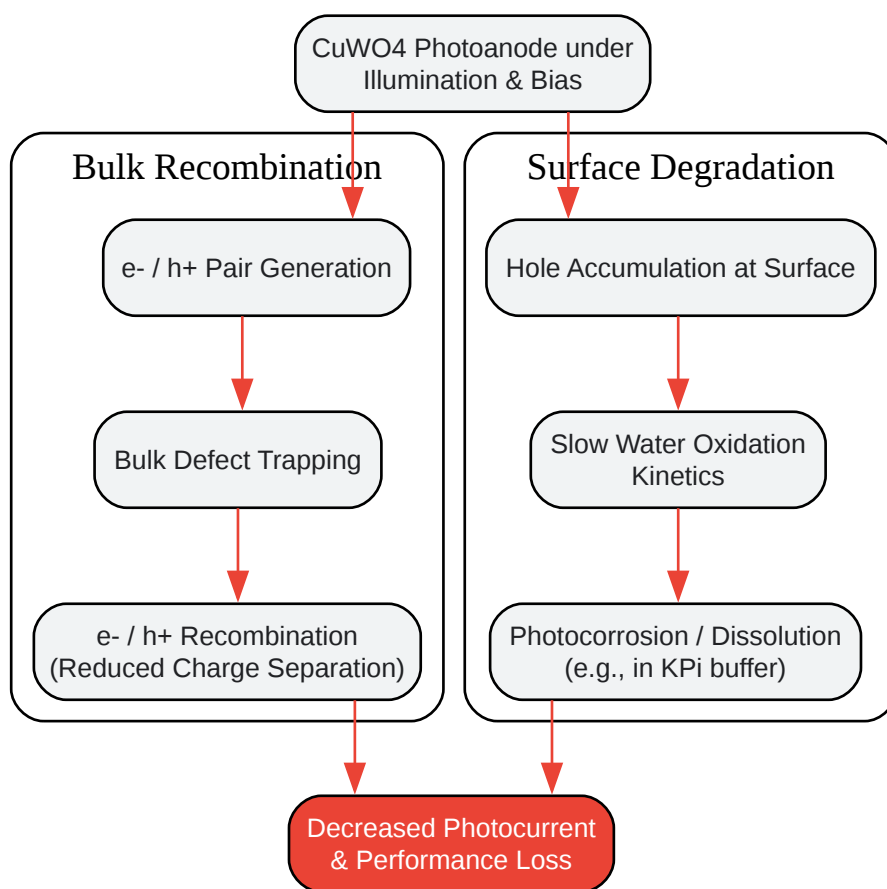 CuWO4 Photoanode under
Illumination & Bias
Bulk Recombination
e- / h+ Pair Generation
Bulk Defect Trapping
e- / h+ Recombination
(Reduced Charge Separation)
Surface Degradation
Hole Accumulation at Surface
Slow Water Oxidation
Kinetics
Photocorrosion / Dissolution
(e.g., in KPi buffer)
Decreased Photocurrent
& Performance Loss